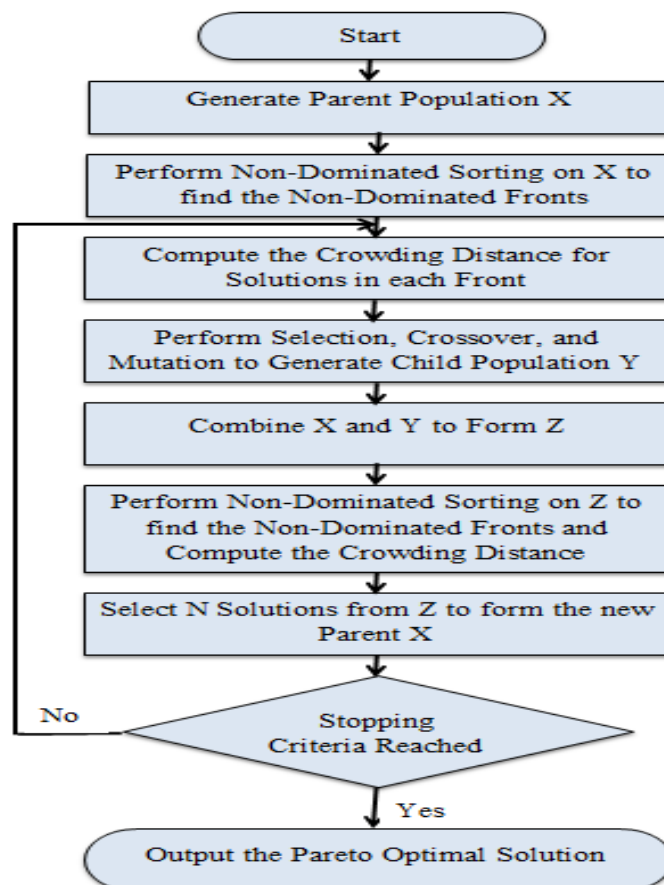 Start
Generate Parent Population X
Perform Non-Dominated Sorting on X to
find the Non-Dominated Fronts
Compute the Crowding Distance for
Solutions in each Front
Perform Selection, Crossover, and
Mutation to Generate Child Population Y
Combine X and Y to Form Z
Perform Non-Dominated Sorting on Z to
find the Non-Dominated Fronts and
Compute the Crowding Distance
Select N Solutions from Z to form the new
Parent X
No
Stopping
Criteria Reached
Yes
Output the Pareto Optimal Solution